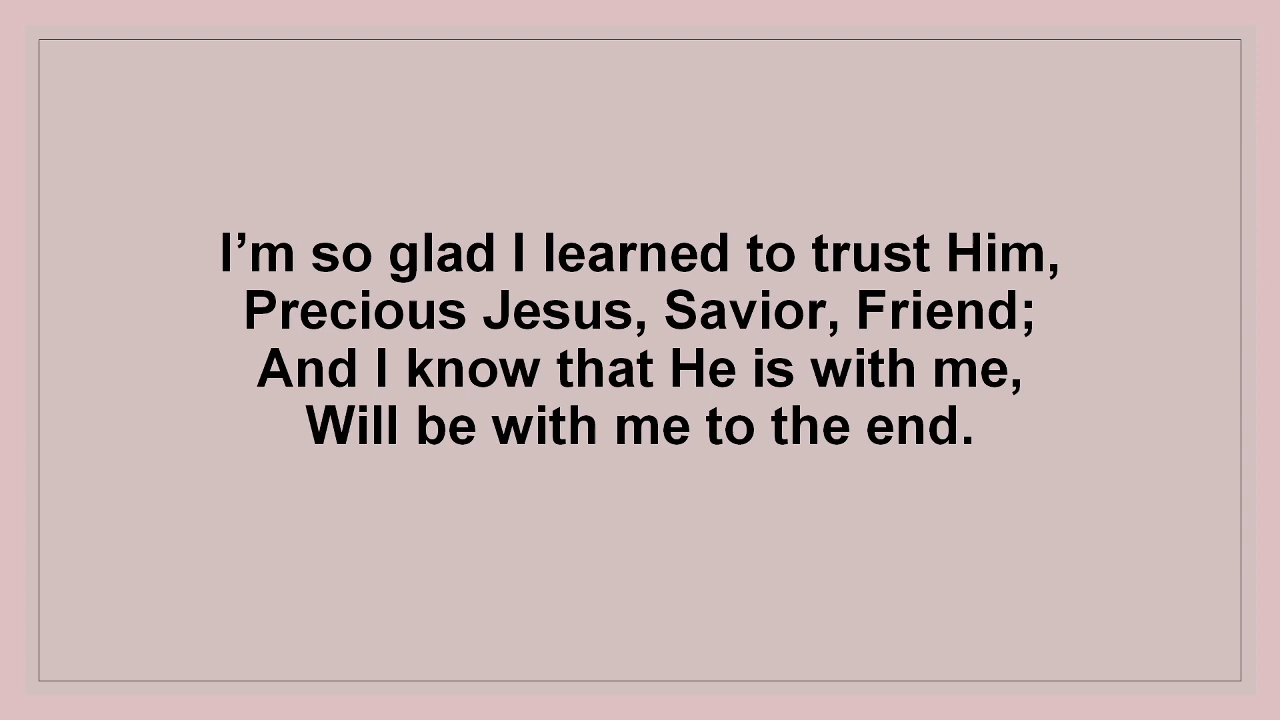 I’m so glad I learned to trust Him,
Precious Jesus, Savior, Friend;
And I know that He is with me,
Will be with me to the end.